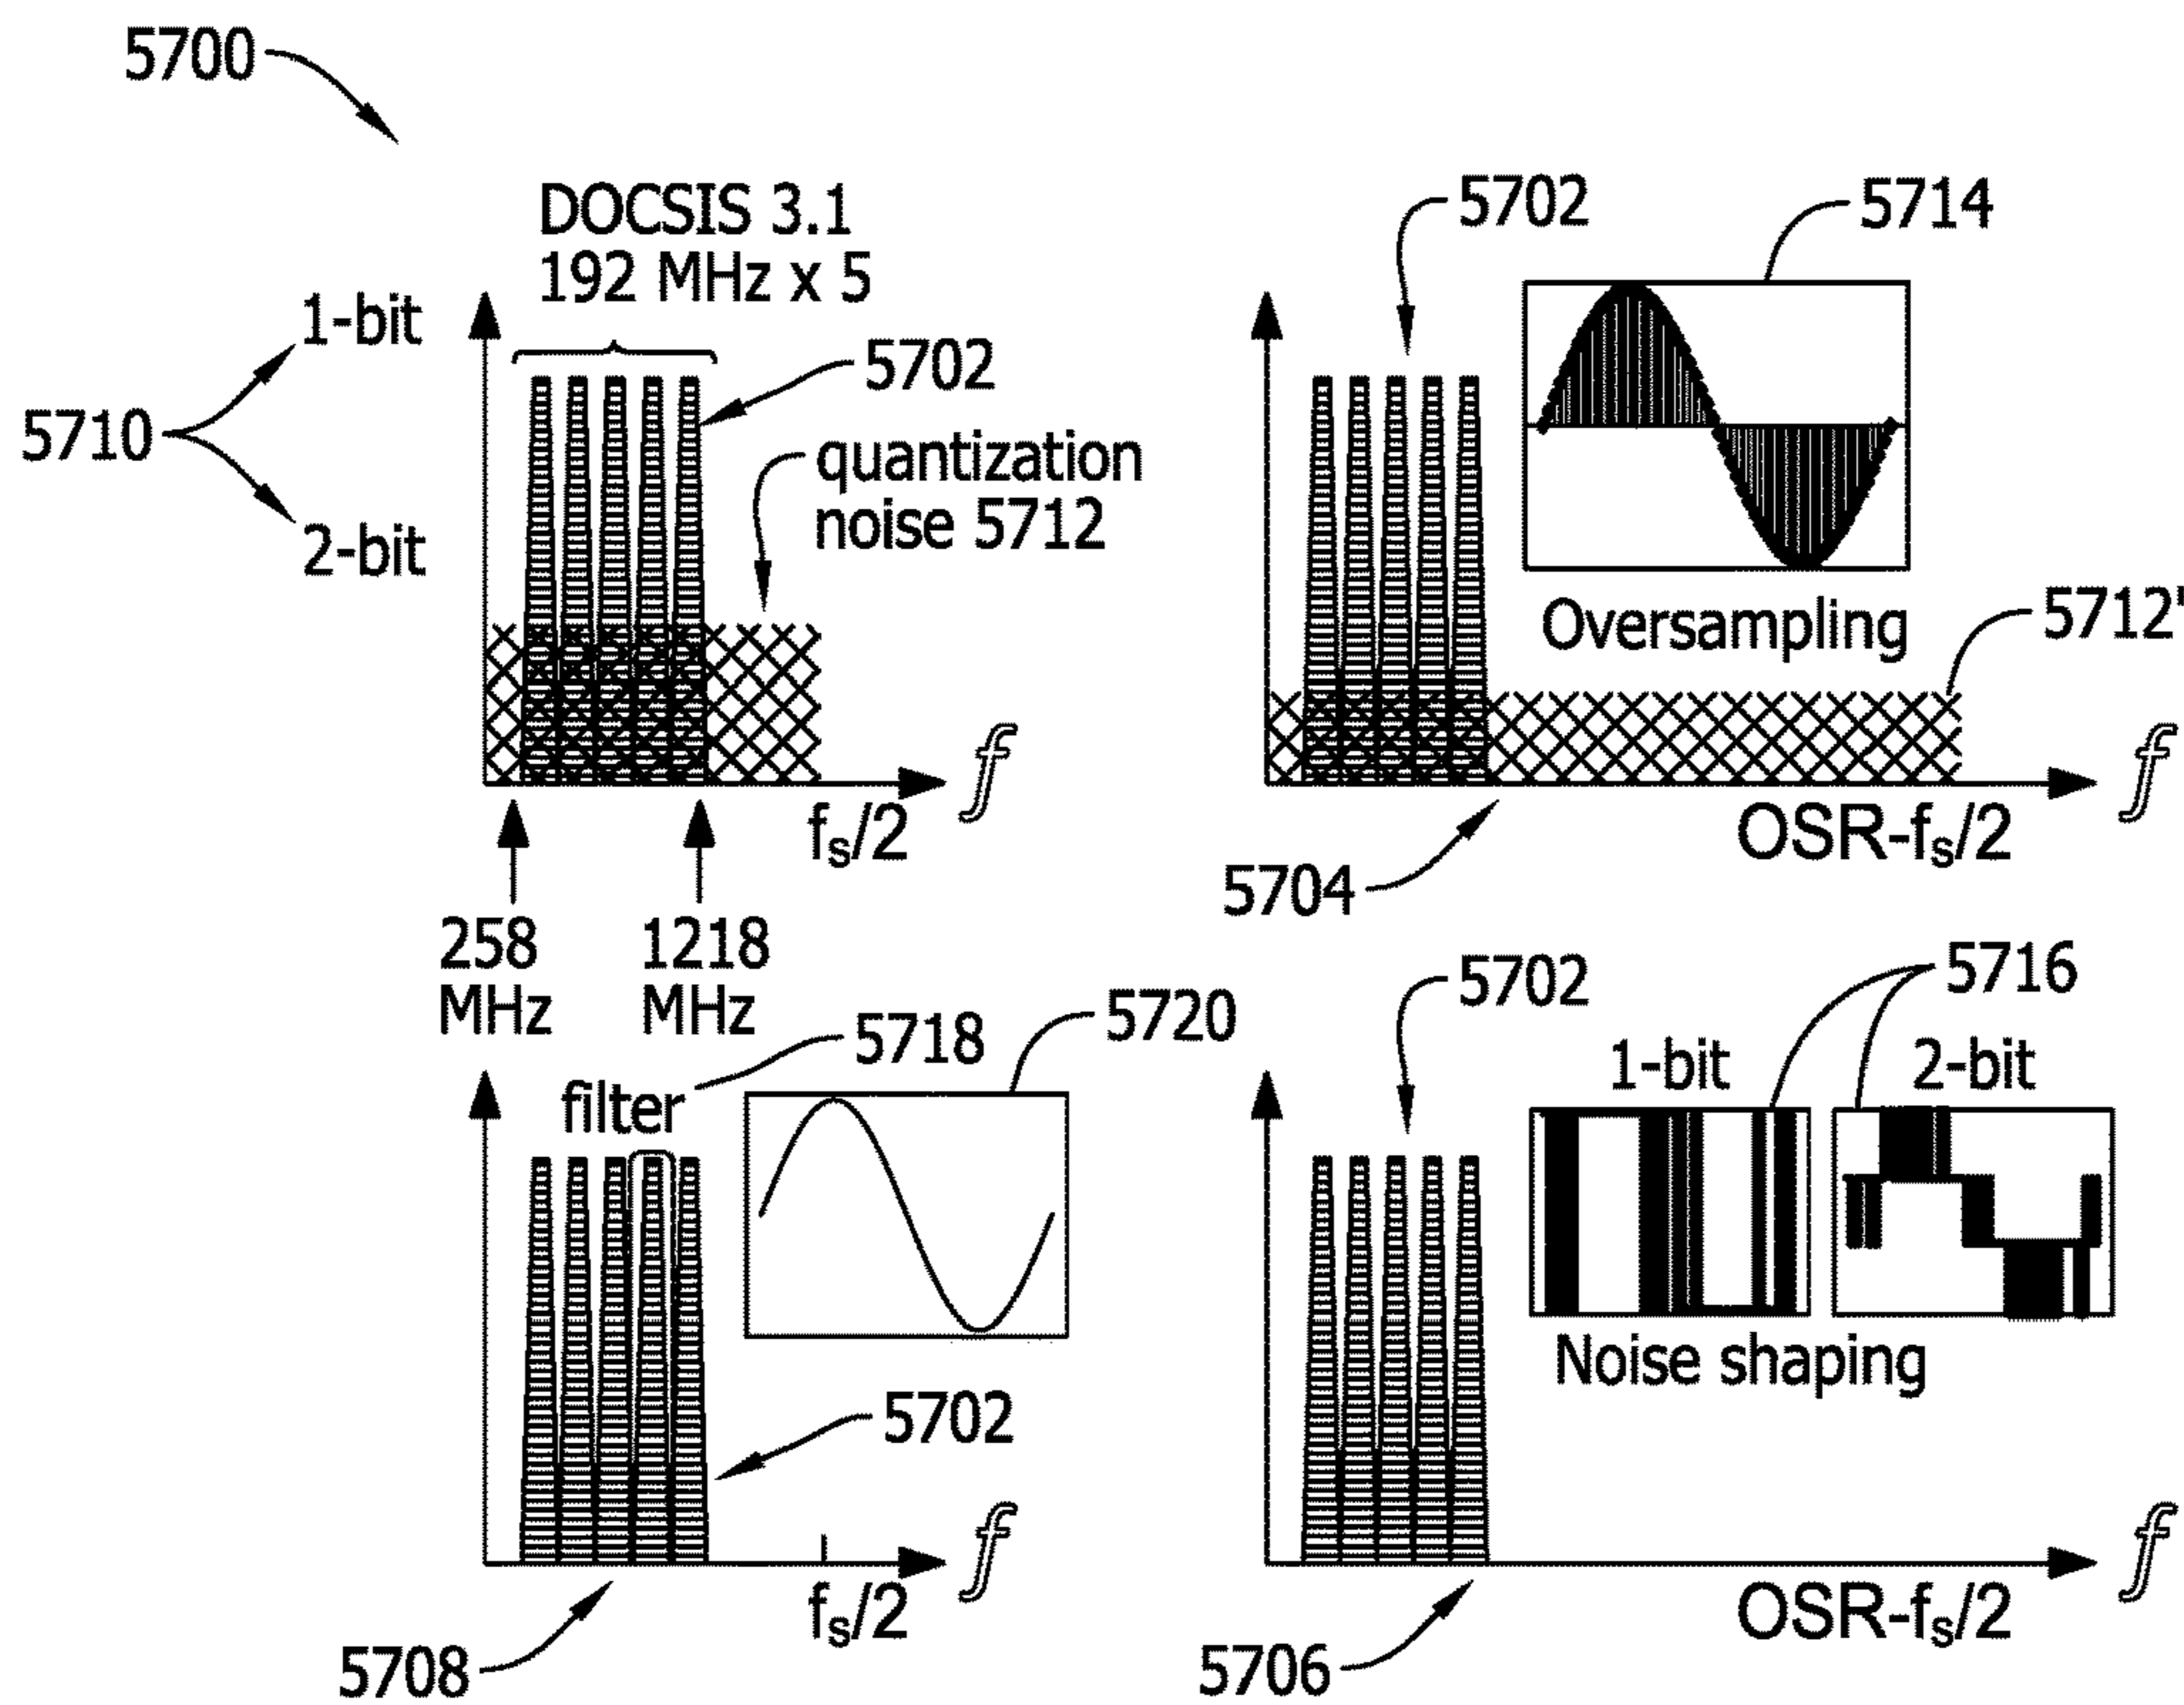 5700
DOCSIS 3.1
192 MHz x 5
1-bit
5710
2-bit
5702
quantization
noise 5712
f
fs/2
258
MHz
1218
MHz
5702
5714
Oversampling
5712'
f
OSR-fs/2
5704
filter
5718
5720
5702
f
fs/2
5708
5702
5716
1-bit
2-bit
Noise shaping
f
OSR-fs/2
5706